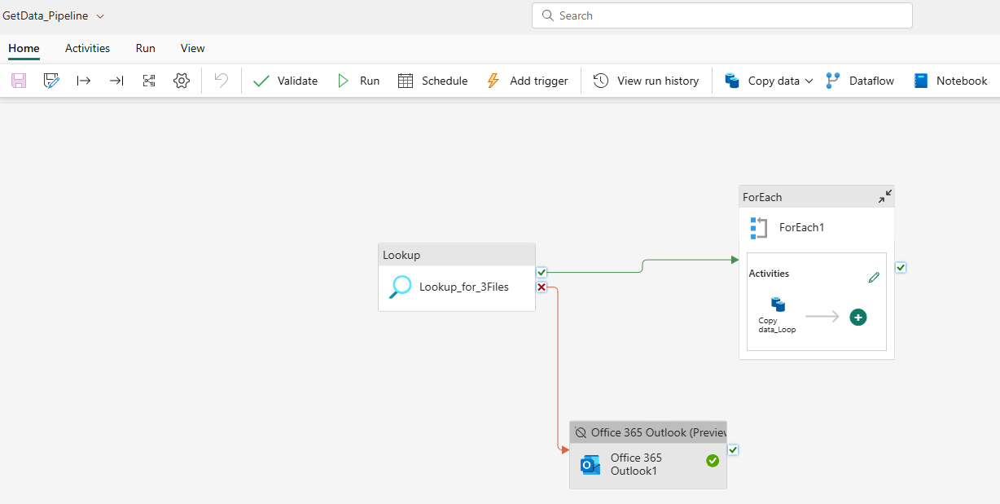 GetData_Pipeline
Search
Home Activities Run View
Validate Run Schedule Add trigger View run history Copy data Dataflow Notebook
ForEach
ForEach1
Lookup
Lookup_for_3Files
Activities
Copy
data_Loop
Office 365 Outlook (Preview
Office 365
Outlook1